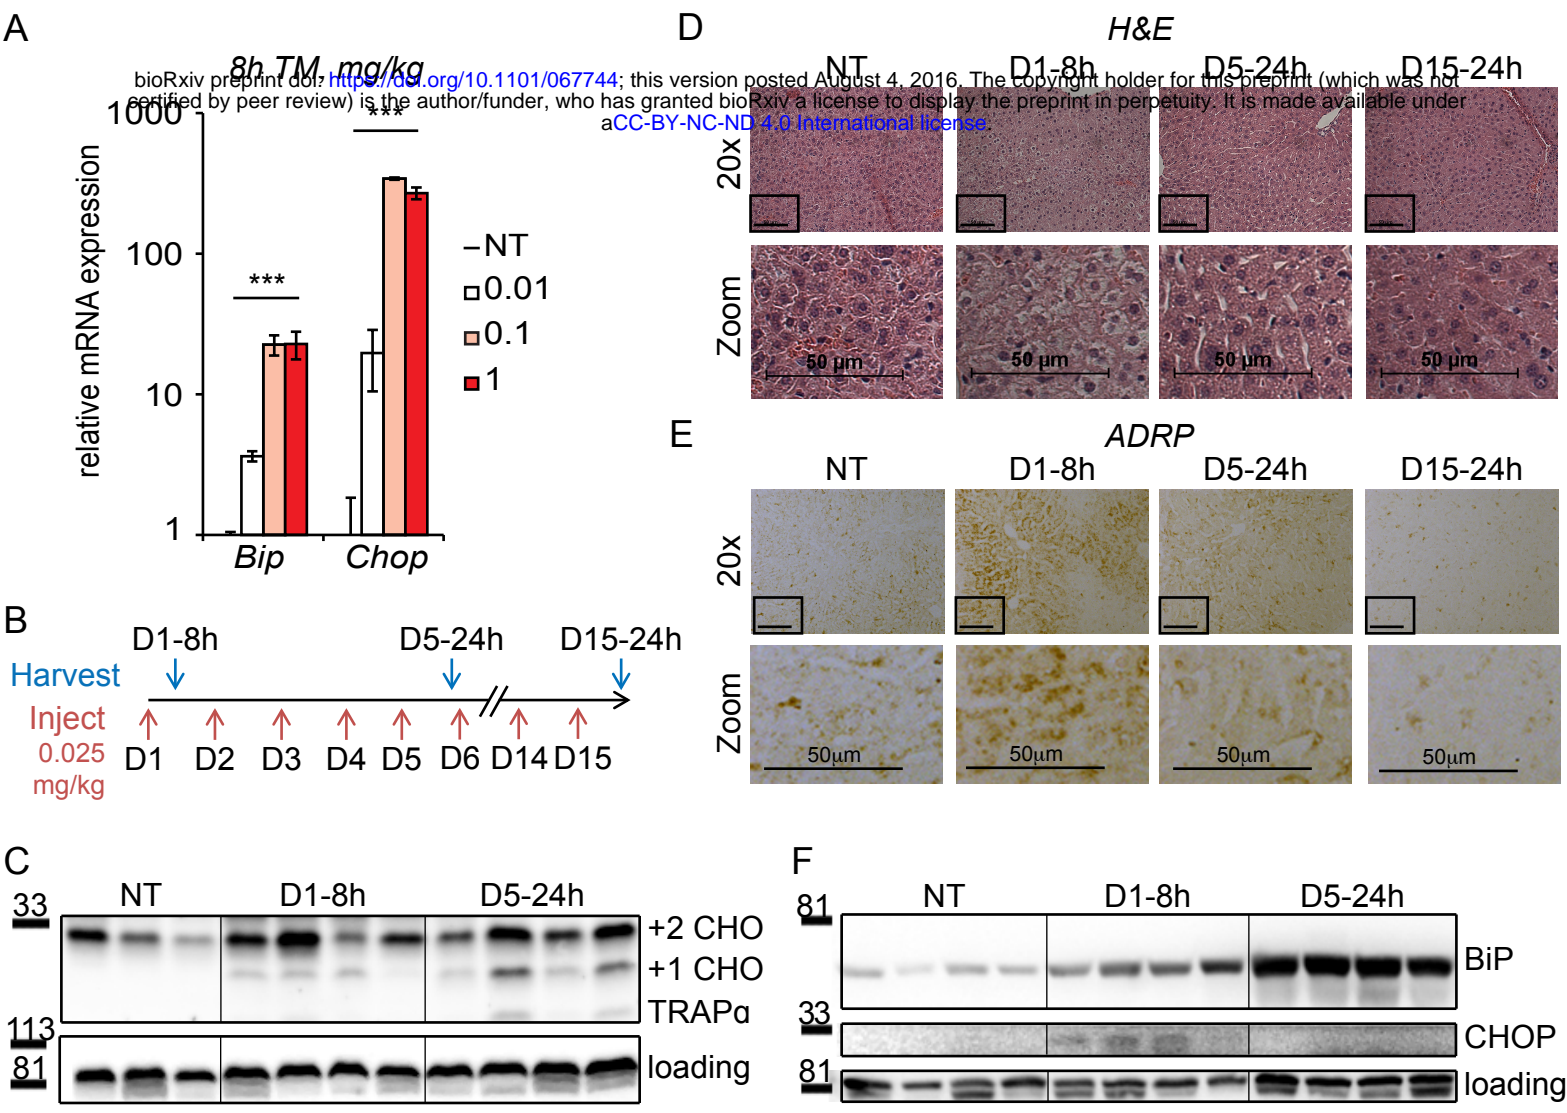 A
8h TM, mg/kg
bioRxiv preprint doi: https://doi.org/10.1101/067744; this version posted August 4, 2016. The copyright holder for this preprint (which was not
certified by peer review) is the author/funder, who has granted bioRxiv a license to display the preprint in perpetuity. It is made available under
aCC-BY-NC-ND 4.0 International license.
relative mRNA expression
1000
100
10
1
***
***
NT
0.01
0.1
1
Bip Chop
B
D1-8h D5-24h D15-24h
Harvest
Inject
0.025
mg/kg
D1 D2 D3 D4 D5 D6 D14 D15
C
NT D1-8h D5-24h
33
+2 CHO
+1 CHO
TRAPα
113
81
loading
D
H&E
NT D1-8h D5-24h D15-24h
20x
Zoom
50 µm 50 µm 50 µm 50 µm
E
ADRP
NT D1-8h D5-24h D15-24h
20x
Zoom
50µm 50µm 50µm 50µm
F
NT D1-8h D5-24h
81
BiP
33
CHOP
81
loading